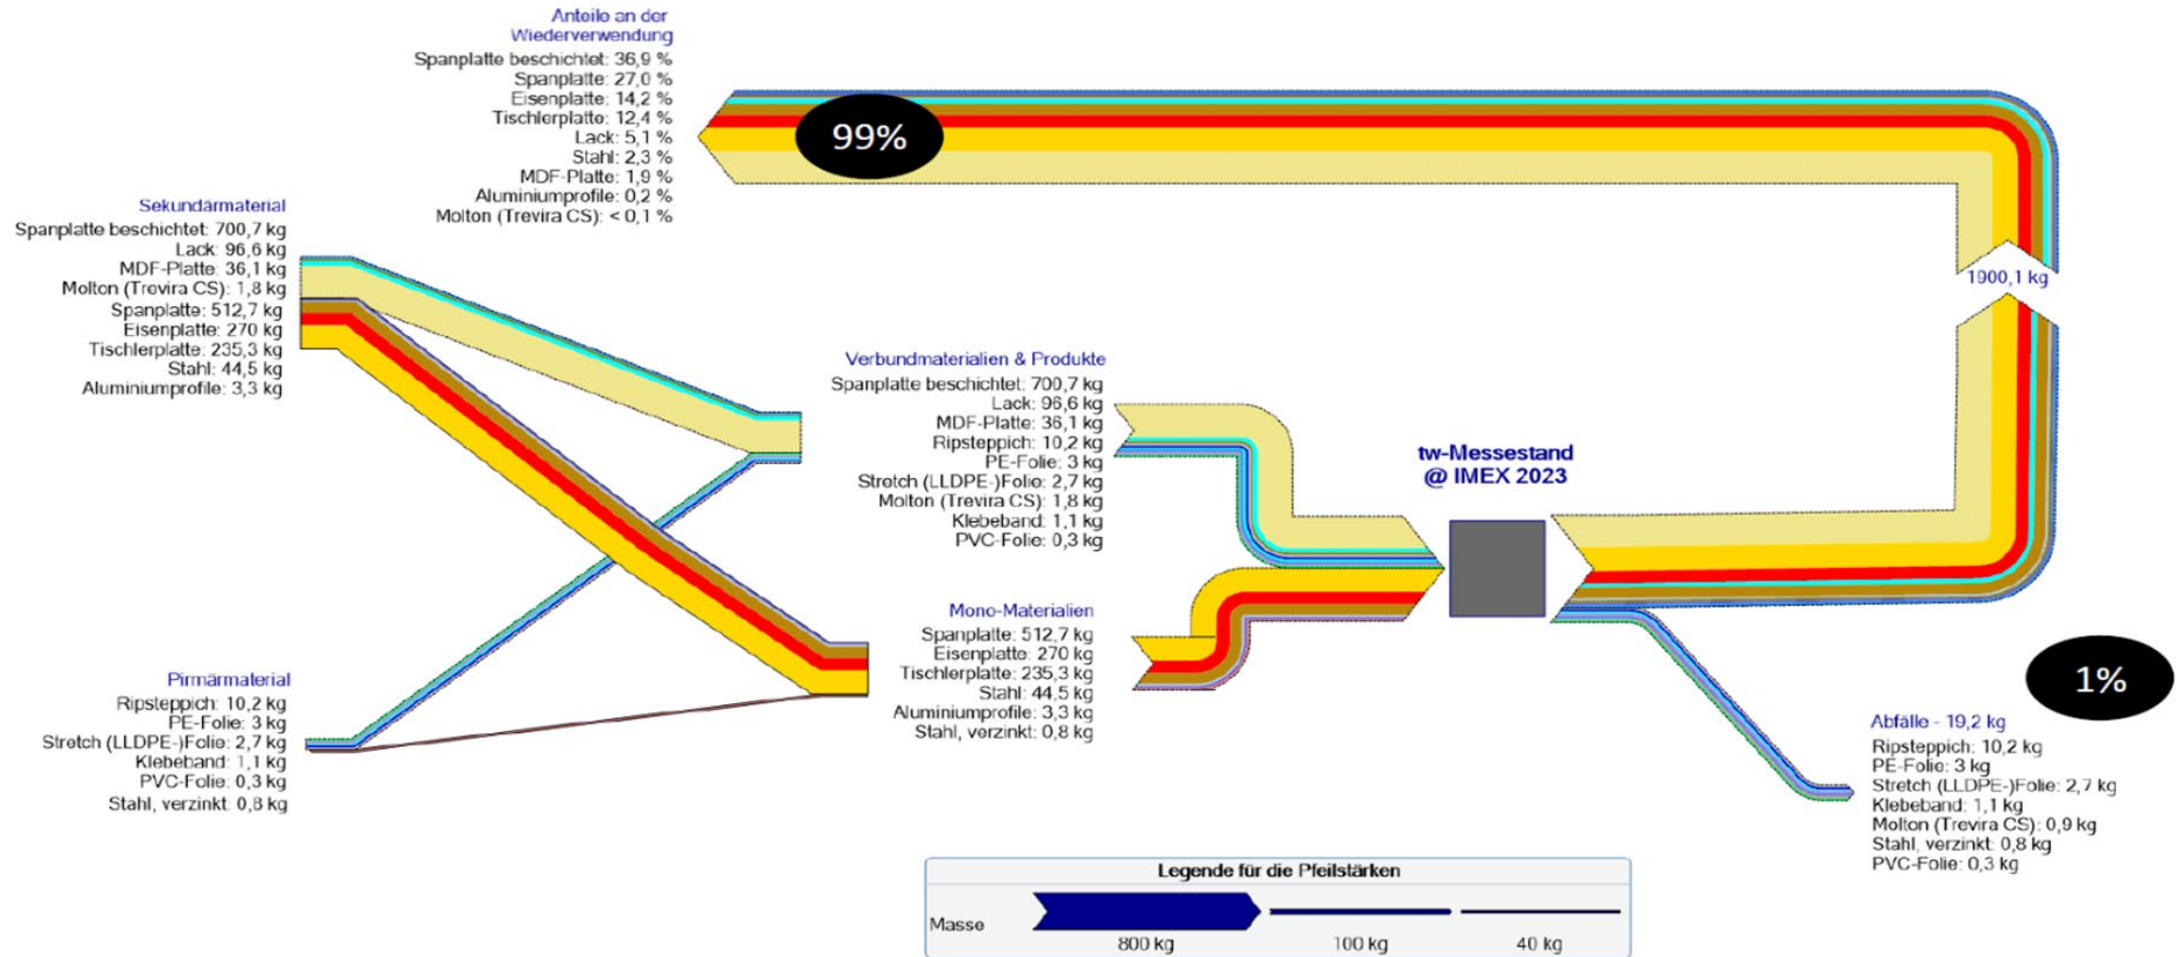 Anteile an der
Wiederverwendung
Spanplatte beschichtet: 36,9 %
Spanplatte: 27,0 %
Eisenplatte: 14,2 %
Tischlerplatte: 12,4 %
Lack: 5,1 %
Stahl: 2,3 %
MDF-Platte: 1,9 %
Aluminiumprofile: 0,2 %
Molton (Trevira CS): < 0,1 %
99%
Sekundärmaterial
Spanplatte beschichtet: 700,7 kg
Lack: 96,6 kg
MDF-Platte: 36,1 kg
Molton (Trevira CS): 1,8 kg
Spanplatte: 512,7 kg
Eisenplatte: 270 kg
Tischlerplatte: 235,3 kg
Stahl: 44,5 kg
Aluminiumprofile: 3,3 kg
1900,1 kg
Verbundmaterialien & Produkte
Spanplatte beschichtet: 700,7 kg
Lack: 96,6 kg
MDF-Platte: 36,1 kg
Ripsteppich: 10,2 kg
PE-Folie: 3 kg
Stretch (LLDPE-)Folie: 2,7 kg
Molton (Trevira CS): 1,8 kg
Klebeband: 1,1 kg
PVC-Folie: 0,3 kg
tw-Messestand
@ IMEX 2023
Mono-Materialien
Spanplatte: 512,7 kg
Eisenplatte: 270 kg
Tischlerplatte: 235,3 kg
Stahl: 44,5 kg
Aluminiumprofile: 3,3 kg
Stahl, verzinkt: 0,8 kg
Pirmärmaterial
Ripsteppich: 10,2 kg
PE-Folie: 3 kg
Stretch (LLDPE-)Folie: 2,7 kg
Klebeband: 1,1 kg
PVC-Folie: 0,3 kg
Stahl, verzinkt: 0,8 kg
1%
Abfälle - 19,2 kg
Ripsteppich: 10,2 kg
PE-Folie: 3 kg
Stretch (LLDPE-)Folie: 2,7 kg
Klebeband: 1,1 kg
Molton (Trevira CS): 0,9 kg
Stahl, verzinkt: 0,8 kg
PVC-Folie: 0,3 kg
Legende für die Pfeilstärken
Masse
800 kg
100 kg
40 kg